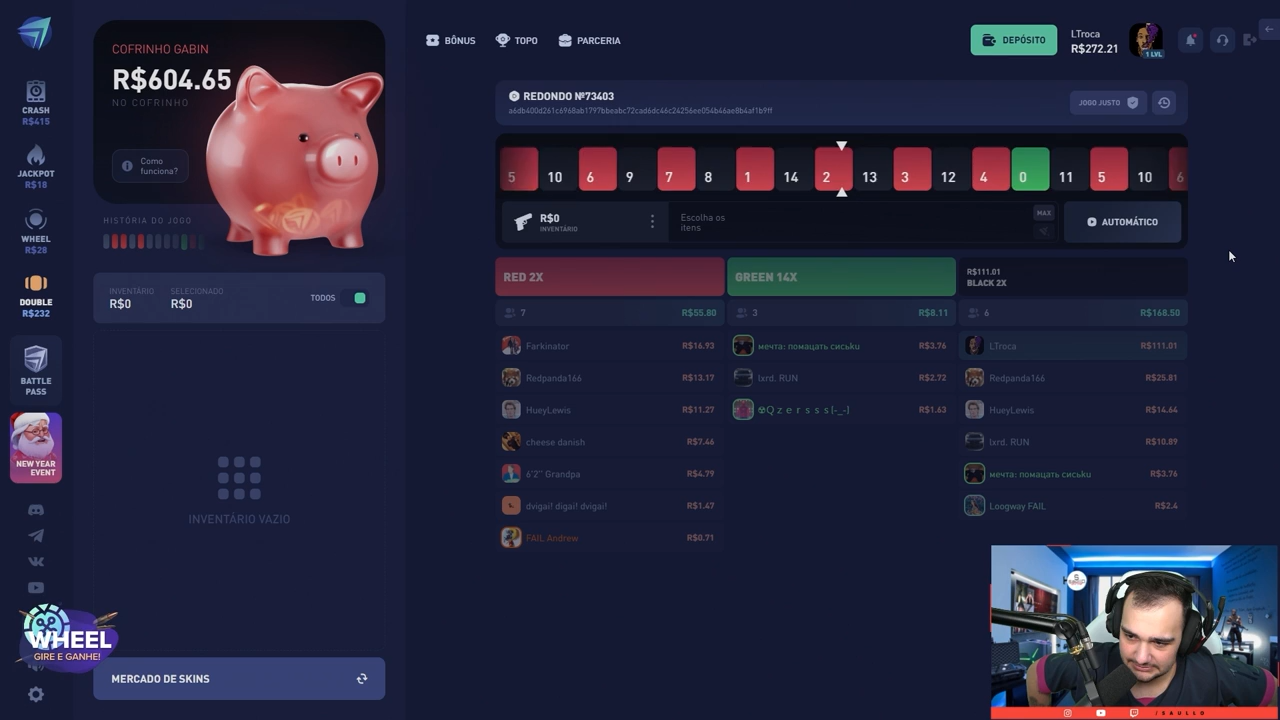 CRASH
R$415
JACKPOT
R$18
WHEEL
R$28
DOUBLE
R$232
BATTLE
PASS
NEW YEAR
EVENT
WHEEL
GIRE E GANHE!
COFRINHO GABIN
R$604.65
NO COFRINHO
Como
funciona?
HISTÓRIA DO JOGO
INVENTÁRIO
R$0
SELECIONADO
R$0
TODOS
INVENTÁRIO VAZIO
MERCADO DE SKINS
BÔNUS
TOPO
PARCERIA
DEPÓSITO
LTroca
R$272.21
1 LVL
REDONDO №73403
a6db400d261c6968ab1797bbeabc72cad6dc46c24256ee054b46ae8b4af1b9ff
JOGO JUSTO
5 10 6 9 7 8 1 14 2 13 3 12 4 0 11 5 10 6
R$0
INVENTÁRIO
Escolha os
itens
MAX
AUTOMÁTICO
RED 2X
7 R$55.80
Farkinator R$16.93
Redpanda166 R$13.17
HueyLewis R$11.27
cheese danish R$7.46
6'2'' Grandpa R$4.79
dvigai! digai! dvigai! R$1.47
FAIL Andrew R$0.71
GREEN 14X
3 R$8.11
мечта: помацать сиськu R$3.76
lxrd. RUN R$2.72
☢Q z e r s s s [-_-] R$1.63
R$111.01
BLACK 2X
6 R$168.50
LTroca R$111.01
Redpanda166 R$25.81
HueyLewis R$14.64
lxrd. RUN R$10.89
мечта: помацать сиськu R$3.76
Loogway FAIL R$2.4
/SAULLO